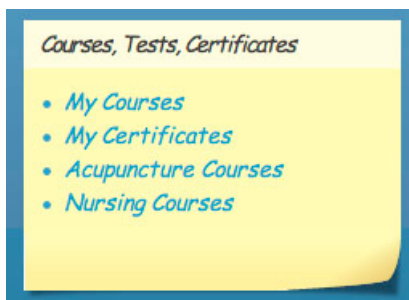 Courses, Tests, Certificates
My Courses
My Certificates
Acupuncture Courses
Nursing Courses